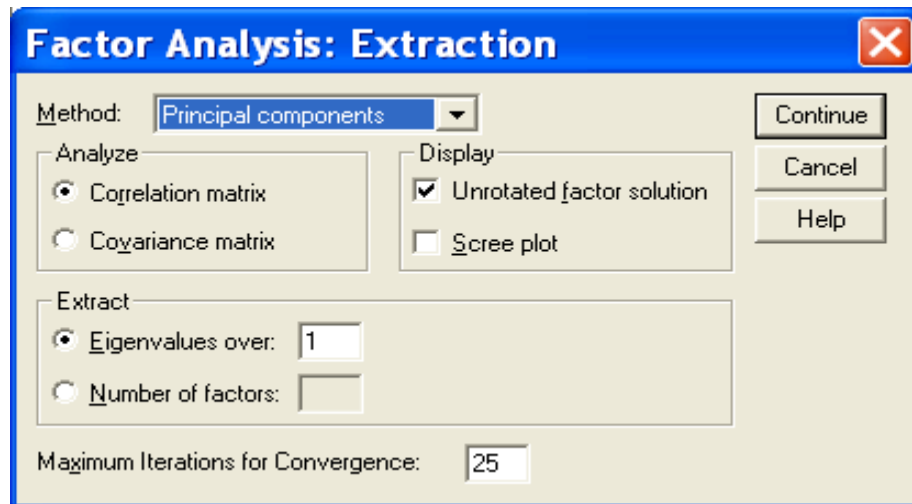 Factor Analysis: Extraction
Method: Principal components
Continue
Analyze
Display
Cancel
Correlation matrix
Unrotated factor solution
Help
Covariance matrix
Scree plot
Extract
Eigenvalues over: 1
Number of factors:
Maximum Iterations for Convergence: 25